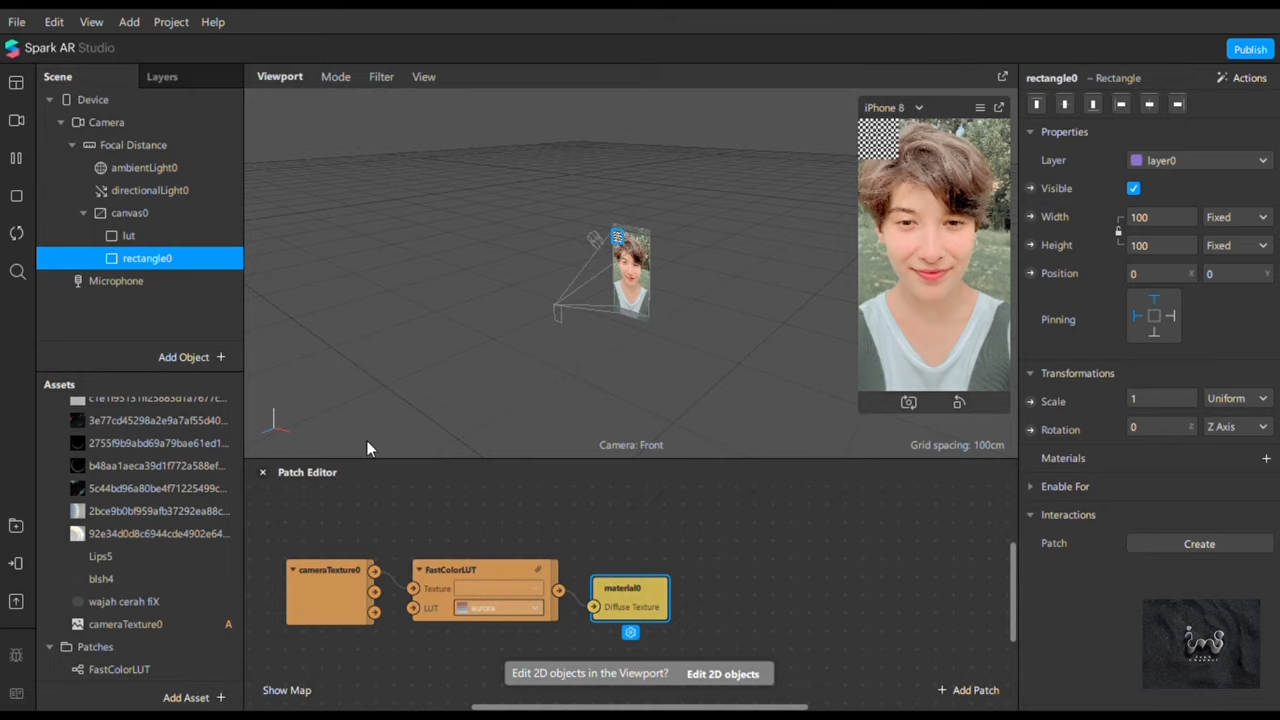 File Edit View Add Project Help
Spark AR Studio
Publish
Scene Layers
Viewport Mode Filter View
rectangle0 – Rectangle Actions
Device
Camera
Focal Distance
ambientLight0
directionalLight0
canvas0
lut
rectangle0
Microphone
Add Object +
iPhone 8
Camera: Front
Grid spacing: 100cm
Properties
Layer layer0
Visible
Width 100 Fixed
Height 100 Fixed
Position 0 X 0 Y
Pinning
Transformations
Scale 1 Uniform
Rotation 0 Z Z Axis
Materials +
Enable For
Interactions
Patch Create
Assets
3e77cd45298a2e9a7af55d40...
2755f9b9abd69a79bae61ed1...
b48aa1aeca39d1f772a588ef...
5c44bd96a80be4f71225499c...
2bce9b0bf959afb37292ea88c...
92e34d0d8c6944cde4902e64...
Lips5
blsh4
wajah cerah fiX
cameraTexture0 A
Patches
FastColorLUT
Add Asset +
Patch Editor
cameraTexture0
FastColorLUT
Texture
LUT aurora
material0
Diffuse Texture
Edit 2D objects in the Viewport? Edit 2D objects
Show Map
+ Add Patch